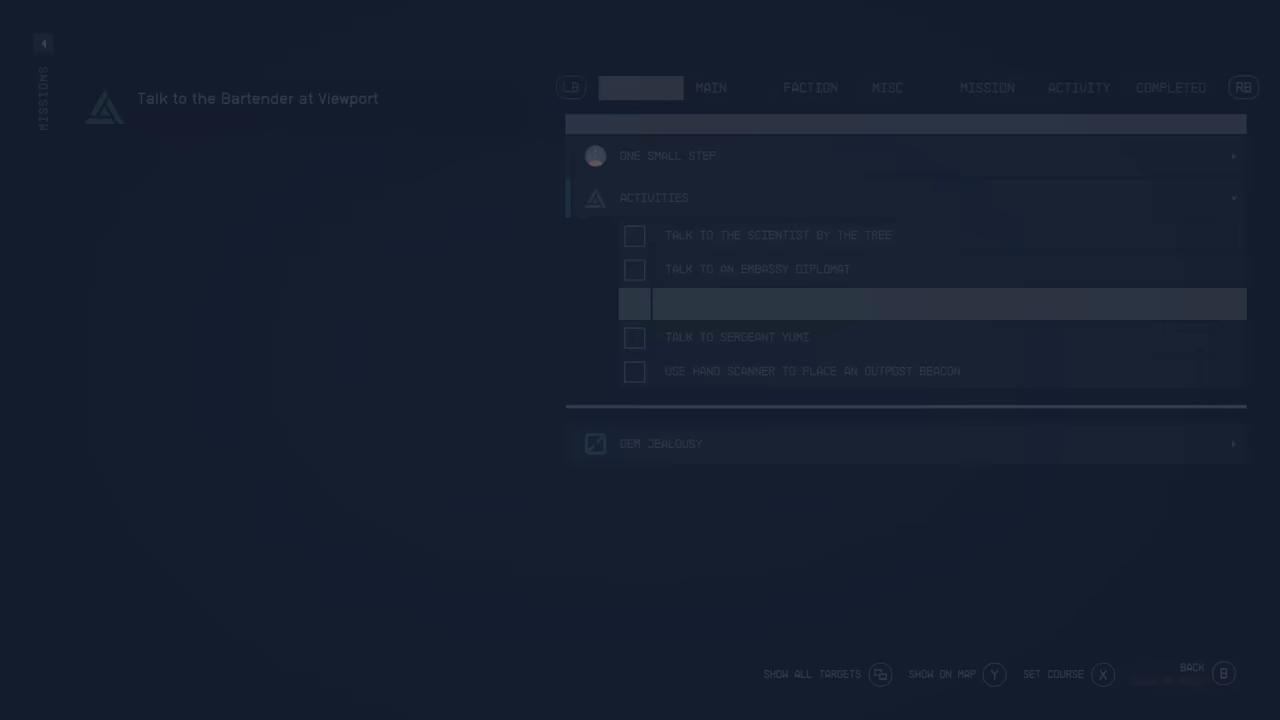 MISSIONS
Talk to the Bartender at Viewport
LB MAIN FACTION MISC MISSION ACTIVITY COMPLETED RB
ONE SMALL STEP
ACTIVITIES
TALK TO THE SCIENTIST BY THE TREE
TALK TO AN EMBASSY DIPLOMAT
TALK TO SERGEANT YUMI
USE HAND SCANNER TO PLACE AN OUTPOST BEACON
DEM JEALOUSY
SHOW ALL TARGETS SHOW ON MAP Y SET COURSE X BACK B